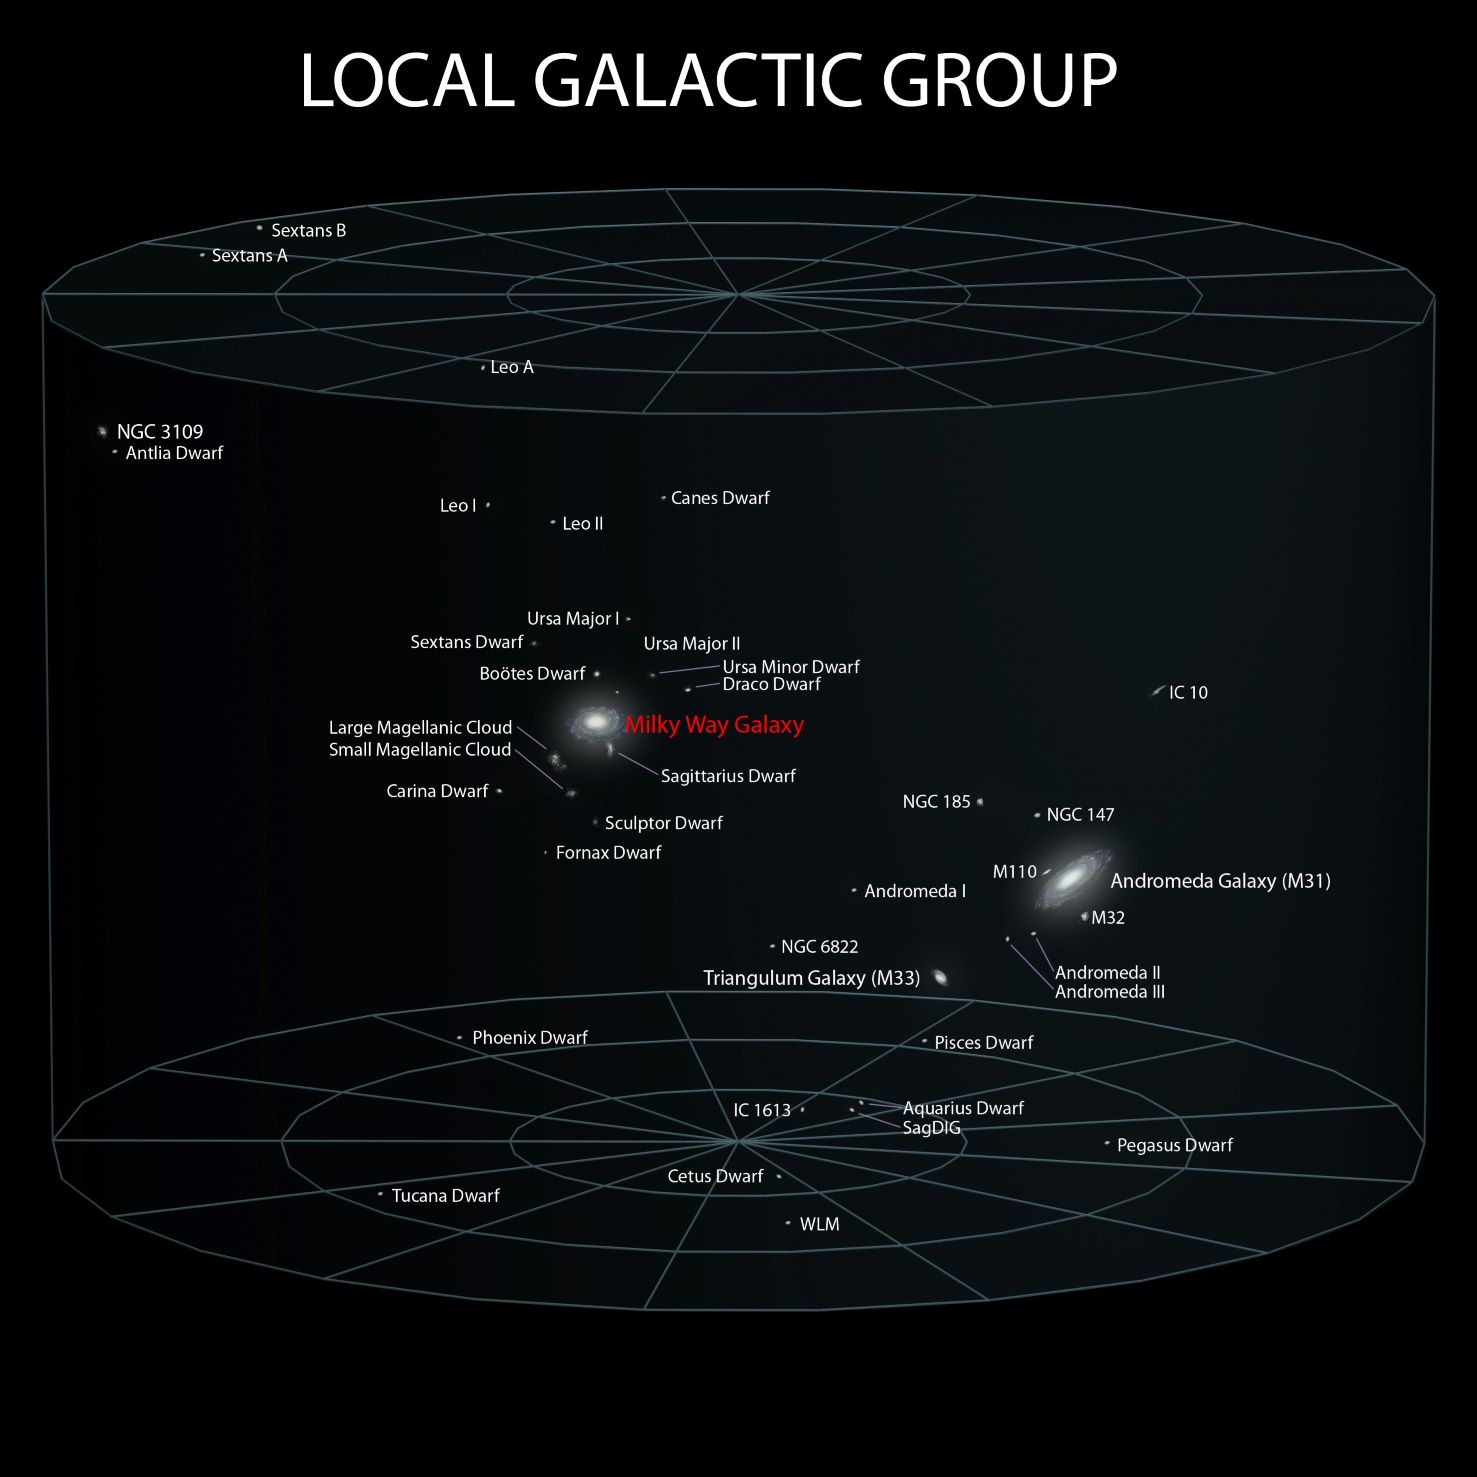 LOCAL GALACTIC GROUP
Sextans B
Sextans A
Leo A
NGC 3109
Antlia Dwarf
Leo I
Canes Dwarf
Leo II
Ursa Major I
Sextans Dwarf
Ursa Major II
Boötes Dwarf
Ursa Minor Dwarf
Draco Dwarf
IC 10
Large Magellanic Cloud
Milky Way Galaxy
Small Magellanic Cloud
Sagittarius Dwarf
Carina Dwarf
NGC 185
NGC 147
Sculptor Dwarf
Fornax Dwarf
M110
Andromeda Galaxy (M31)
Andromeda I
M32
NGC 6822
Andromeda II
Triangulum Galaxy (M33)
Andromeda III
Phoenix Dwarf
Pisces Dwarf
IC 1613
Aquarius Dwarf
SagDIG
Pegasus Dwarf
Cetus Dwarf
Tucana Dwarf
WLM